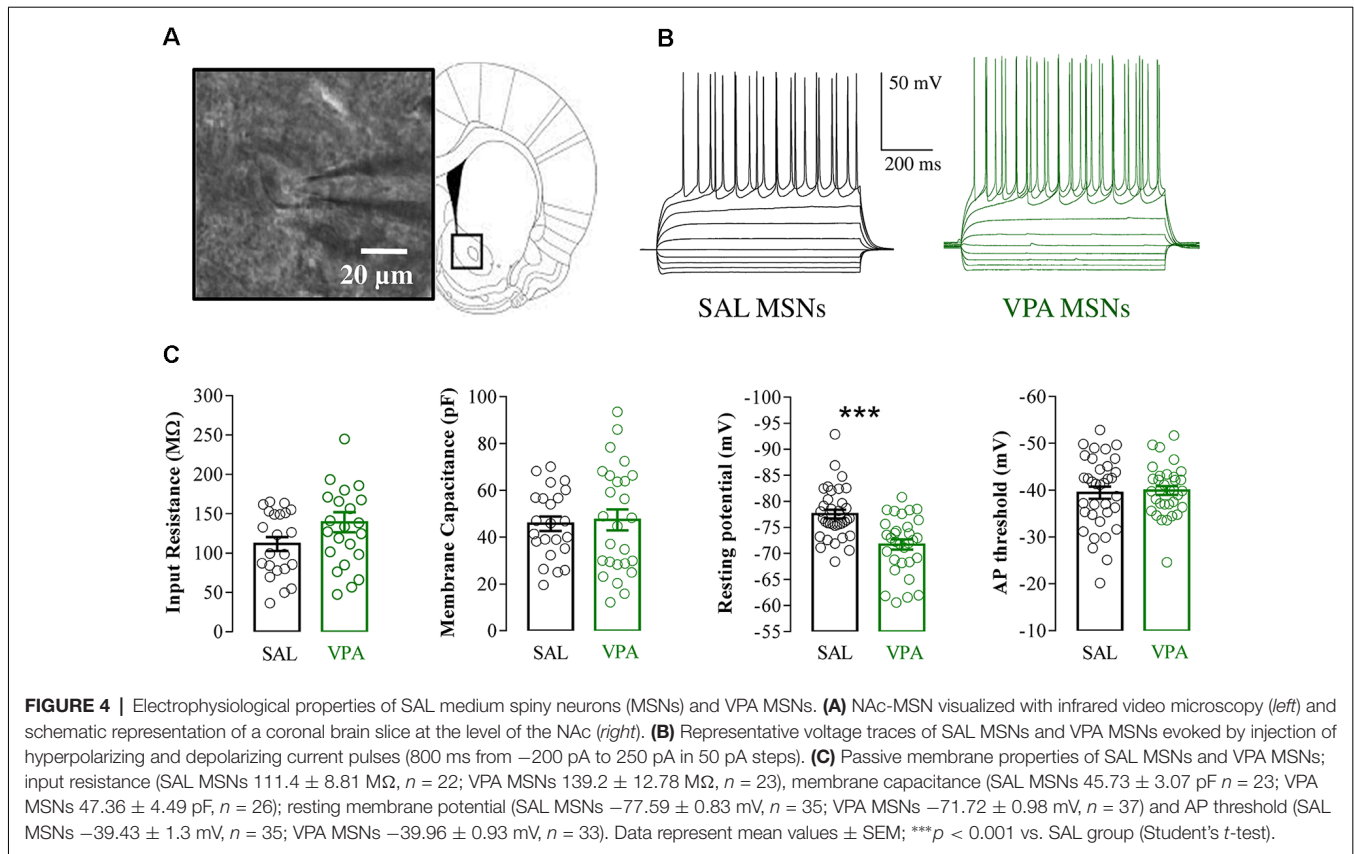 A
20 µm
B
50 mV
200 ms
SAL MSNs
VPA MSNs
C
Input Resistance (MΩ)
300
250
200
150
100
50
0
SAL
VPA
Membrane Capacitance (pF)
100
80
60
40
20
0
SAL
VPA
Resting potential (mV)
-100
-95
-90
-85
-80
-75
-70
-65
-60
-55
***
SAL
VPA
AP threshold (mV)
-60
-50
-40
-30
-20
-10
SAL
VPA
FIGURE 4 | Electrophysiological properties of SAL medium spiny neurons (MSNs) and VPA MSNs. (A) NAc-MSN visualized with infrared video microscopy (left) and
schematic representation of a coronal brain slice at the level of the NAc (right). (B) Representative voltage traces of SAL MSNs and VPA MSNs evoked by injection of
hyperpolarizing and depolarizing current pulses (800 ms from −200 pA to 250 pA in 50 pA steps). (C) Passive membrane properties of SAL MSNs and VPA MSNs;
input resistance (SAL MSNs 111.4 ± 8.81 MΩ, n = 22; VPA MSNs 139.2 ± 12.78 MΩ, n = 23), membrane capacitance (SAL MSNs 45.73 ± 3.07 pF n = 23; VPA
MSNs 47.36 ± 4.49 pF, n = 26); resting membrane potential (SAL MSNs −77.59 ± 0.83 mV, n = 35; VPA MSNs −71.72 ± 0.98 mV, n = 37) and AP threshold (SAL
MSNs −39.43 ± 1.3 mV, n = 35; VPA MSNs −39.96 ± 0.93 mV, n = 33). Data represent mean values ± SEM; ***p < 0.001 vs. SAL group (Student's t-test).